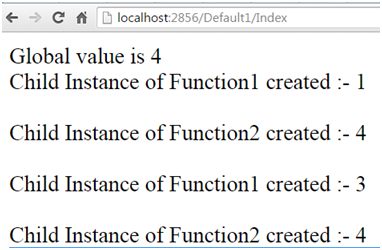 localhost:2856/Default1/Index
Global value is 4
Child Instance of Function1 created :- 1
Child Instance of Function2 created :- 4
Child Instance of Function1 created :- 3
Child Instance of Function2 created :- 4